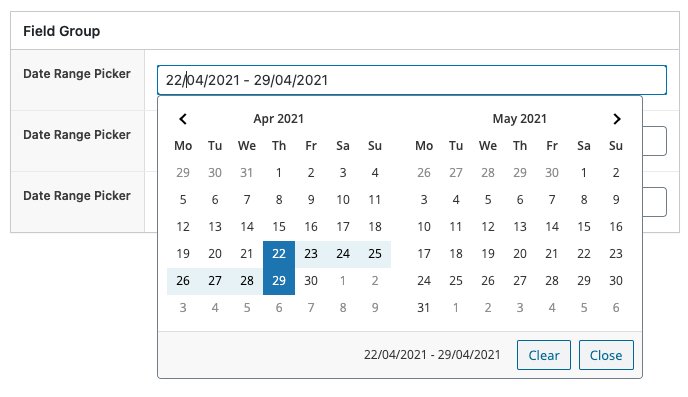 Field Group
Date Range Picker
22/04/2021 - 29/04/2021
Date Range Picker
Date Range Picker
Apr 2021
Mo Tu We Th Fr Sa Su
29 30 31 1 2 3 4
5 6 7 8 9 10 11
12 13 14 15 16 17 18
19 20 21 22 23 24 25
26 27 28 29 30 1 2
3 4 5 6 7 8 9
May 2021
Mo Tu We Th Fr Sa Su
26 27 28 29 30 1 2
3 4 5 6 7 8 9
10 11 12 13 14 15 16
17 18 19 20 21 22 23
24 25 26 27 28 29 30
31 1 2 3 4 5 6
22/04/2021 - 29/04/2021
Clear
Close